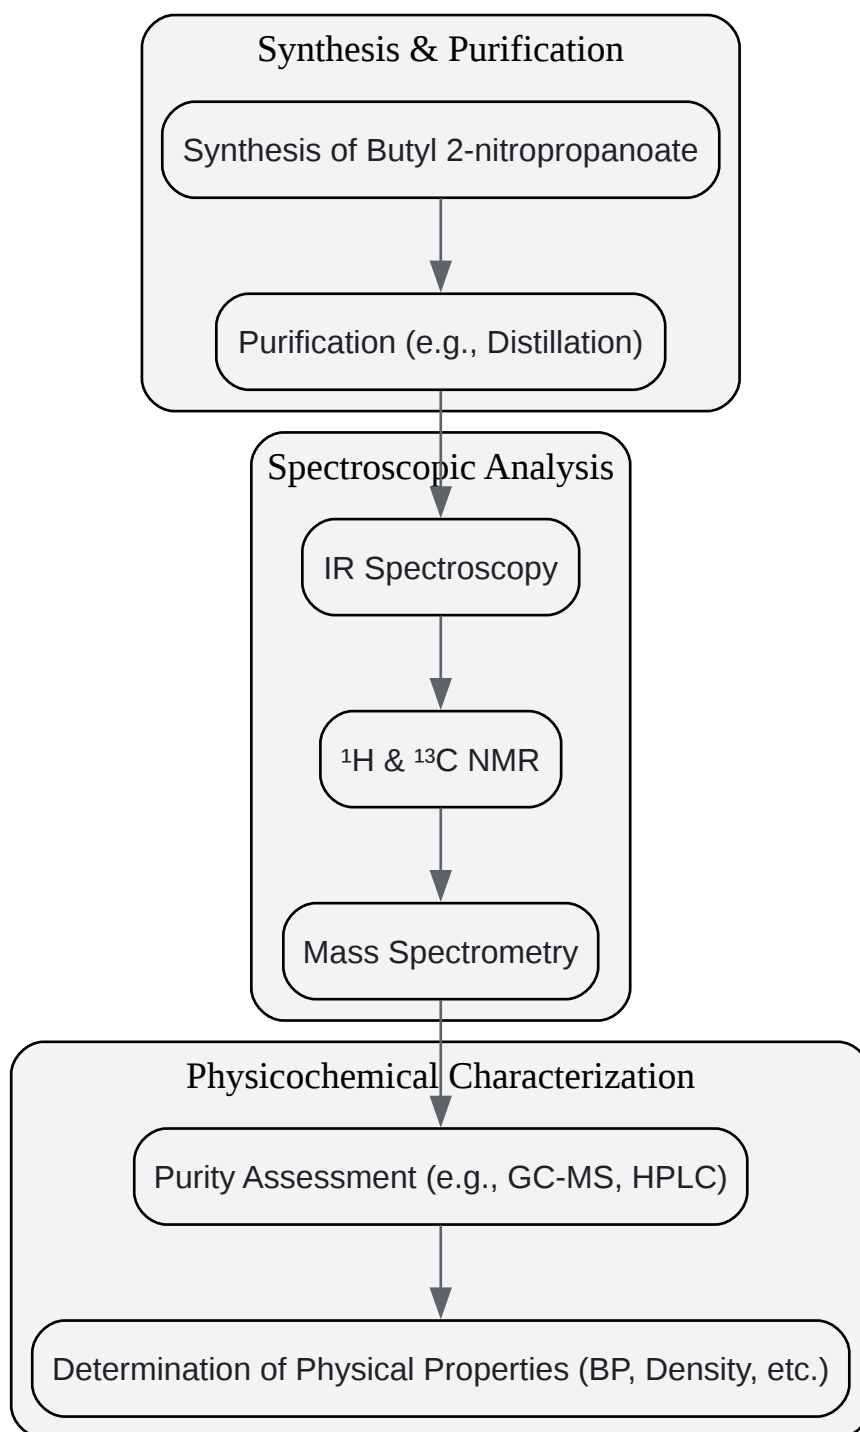 Synthesis & Purification
Synthesis of Butyl 2-nitropropanoate
Purification (e.g., Distillation)
Spectroscopic Analysis
IR Spectroscopy
¹H & ¹³C NMR
Mass Spectrometry
Physicochemical Characterization
Purity Assessment (e.g., GC-MS, HPLC)
Determination of Physical Properties (BP, Density, etc.)